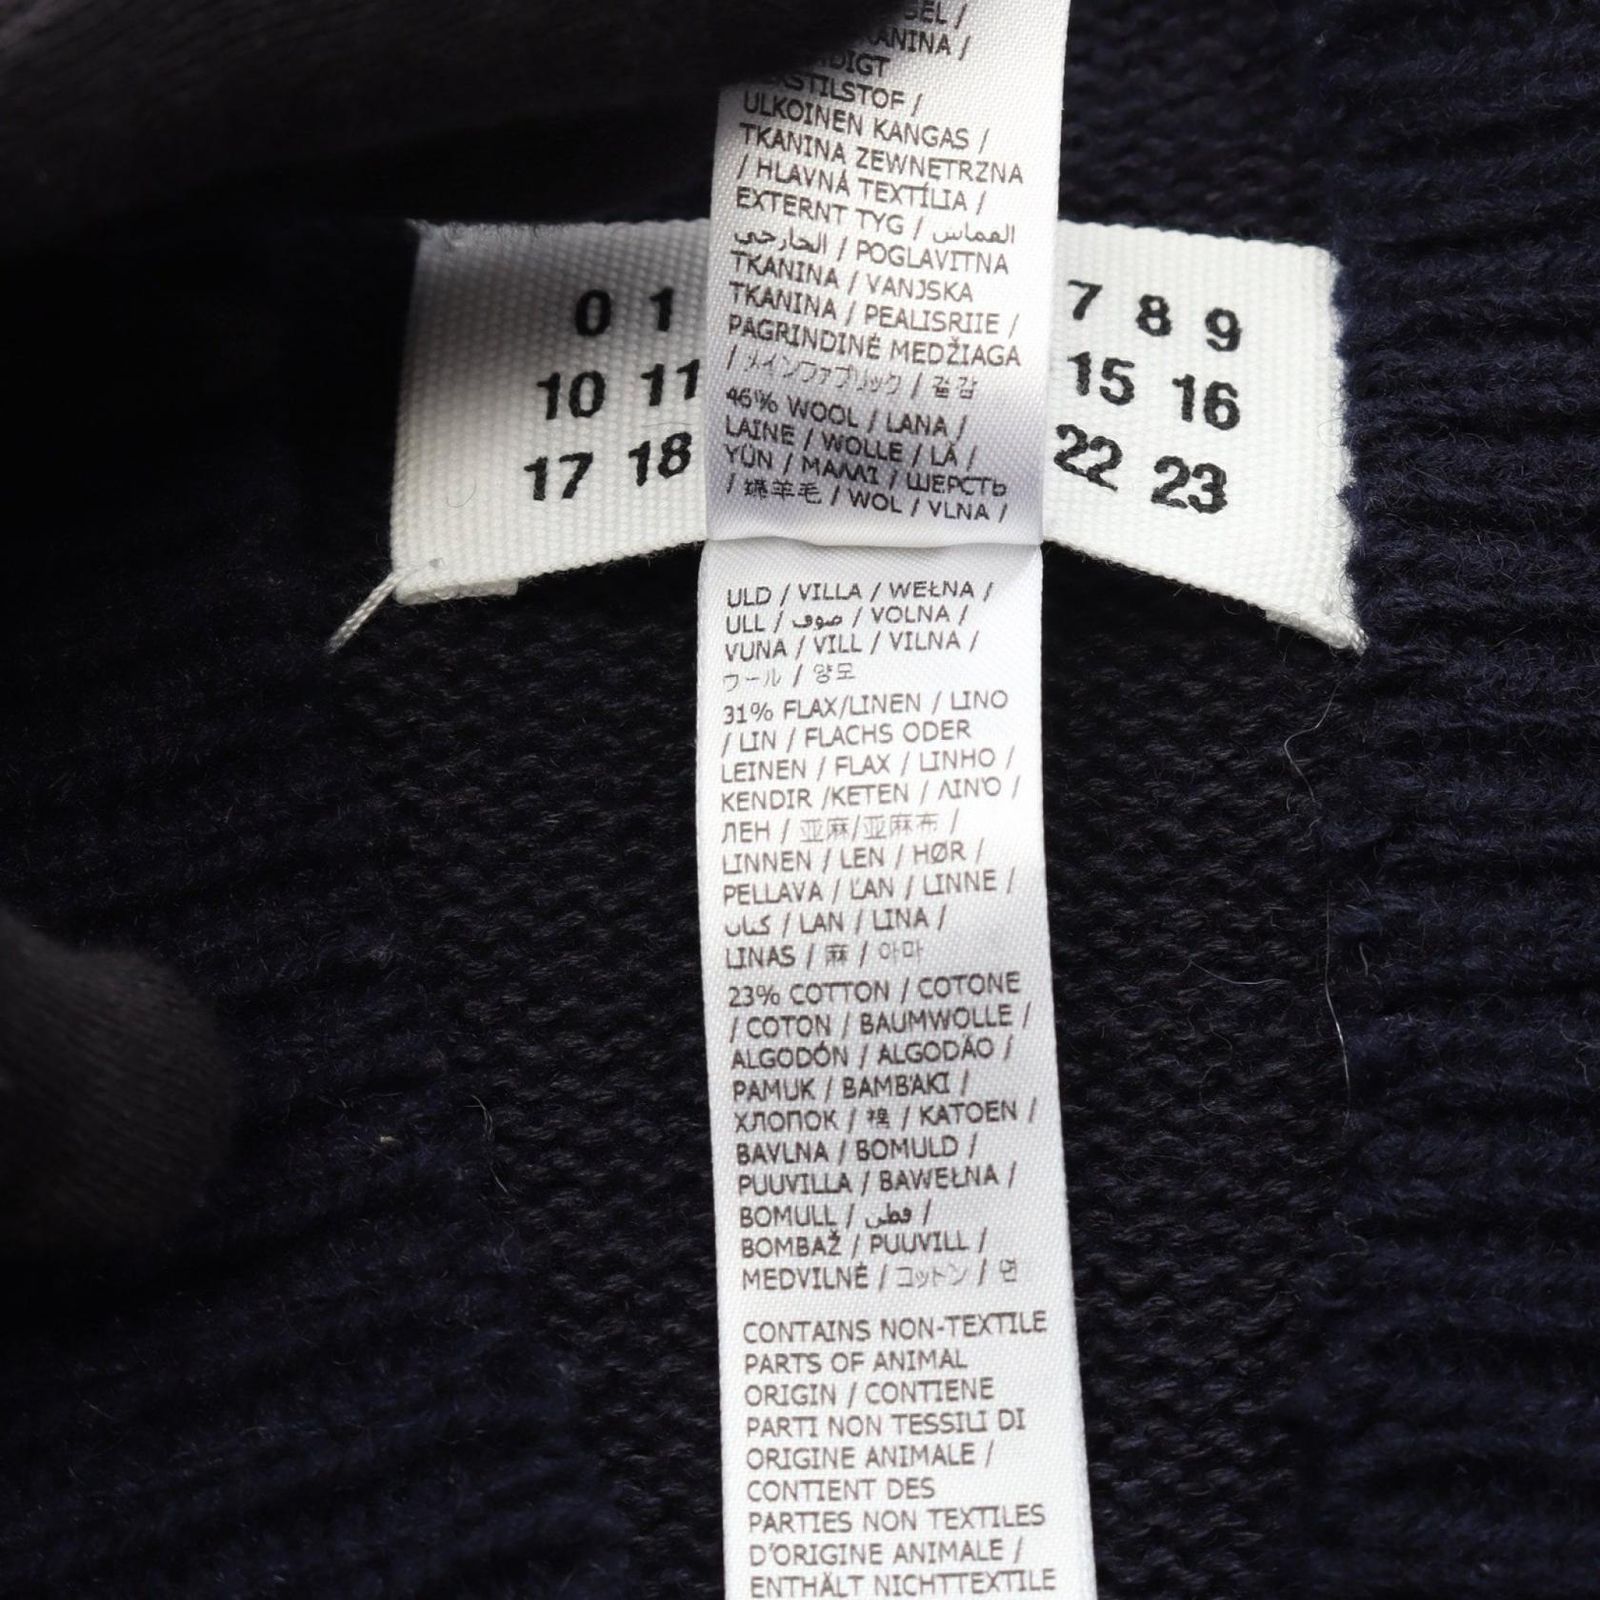 TKANINA /
ULKOINEN KANGAS /
TKANINA ZEWNĘTRZNA
/ HLAVNÁ TEXTÍLIA /
EXTERNT TYG / القماس
الخارجي / POGLAVITNA
TKANINA / VANJSKA
TKANINA / PEALISRIIE /
PAGRINDINĖ MEDŽIAGA
/ メインファブリック / 겉감
46% WOOL / LANA /
LAINE / WOLLE / LÃ /
YÜN / ΜΑΛΛΙ / ШЕРСТЬ
/ 绵羊毛 / WOL / VLNA /
ULD / VILLA / WEŁNA /
ULL / صوف / VOLNA /
VUNA / VILL / VILNA /
ウール / 양모
31% FLAX/LINEN / LINO
/ LIN / FLACHS ODER
LEINEN / FLAX / LINHO /
KENDIR /KETEN / ΛΙΝΌ /
ЛЕН / 亚麻/亚麻布 /
LINNEN / LEN / HØR /
PELLAVA / ĽAN / LINNE /
كتان / LAN / LINA /
LINAS / 麻 / 아마
23% COTTON / COTONE
/ COTON / BAUMWOLLE /
ALGODÓN / ALGODÃO /
PAMUK / ΒΑΜΒΆΚΙ /
ХЛОПОК / / KATOEN /
BAVLNA / BOMULD /
PUUVILLA / BAWEŁNA /
BOMULL / قطن /
BOMBAŽ / PUUVILL /
MEDVILNĖ / コットン / 면
CONTAINS NON-TEXTILE
PARTS OF ANIMAL
ORIGIN / CONTIENE
PARTI NON TESSILI DI
ORIGINE ANIMALE /
CONTIENT DES
PARTIES NON TEXTILES
D'ORIGINE ANIMALE /
ENTHÄLT NICHTTEXTILE
0 1 7 8 9
10 11 15 16
17 18 22 23